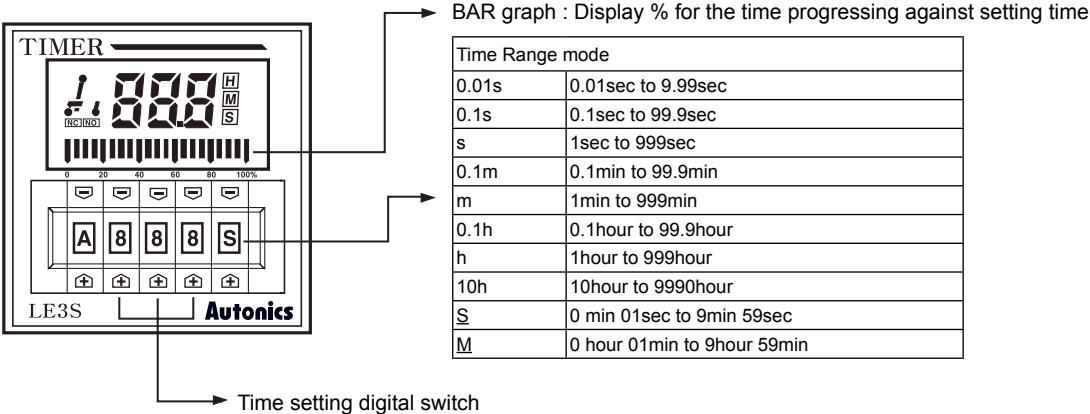 BAR graph : Display % for the time progressing against setting time
TIMER
8.8.8 H
M
S
NC NO
0 20 40 60 80 100%
A 8 8 8 S
LE3S Autonics
Time Range mode
0.01s 0.01sec to 9.99sec
0.1s 0.1sec to 99.9sec
s 1sec to 999sec
0.1m 0.1min to 99.9min
m 1min to 999min
0.1h 0.1hour to 99.9hour
h 1hour to 999hour
10h 10hour to 9990hour
S 0 min 01sec to 9min 59sec
M 0 hour 01min to 9hour 59min
Time setting digital switch